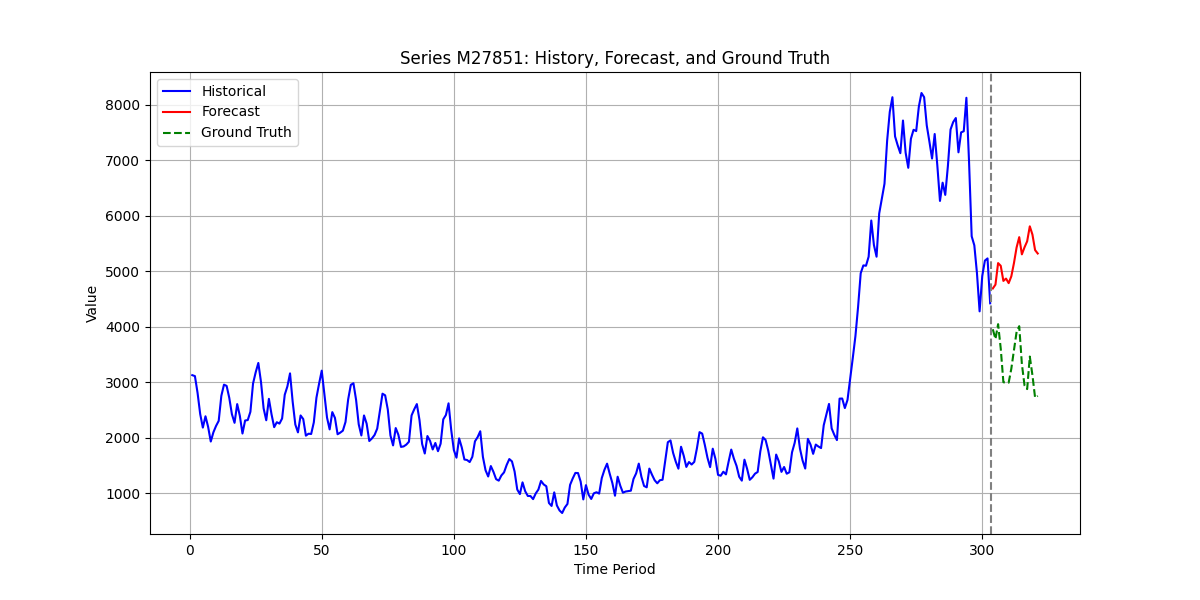 Series M27851: History, Forecast, and Ground Truth
Historical
Forecast
Ground Truth
8000
7000
6000
5000
4000
3000
2000
1000
Value
0 50 100 150 200 250 300
Time Period